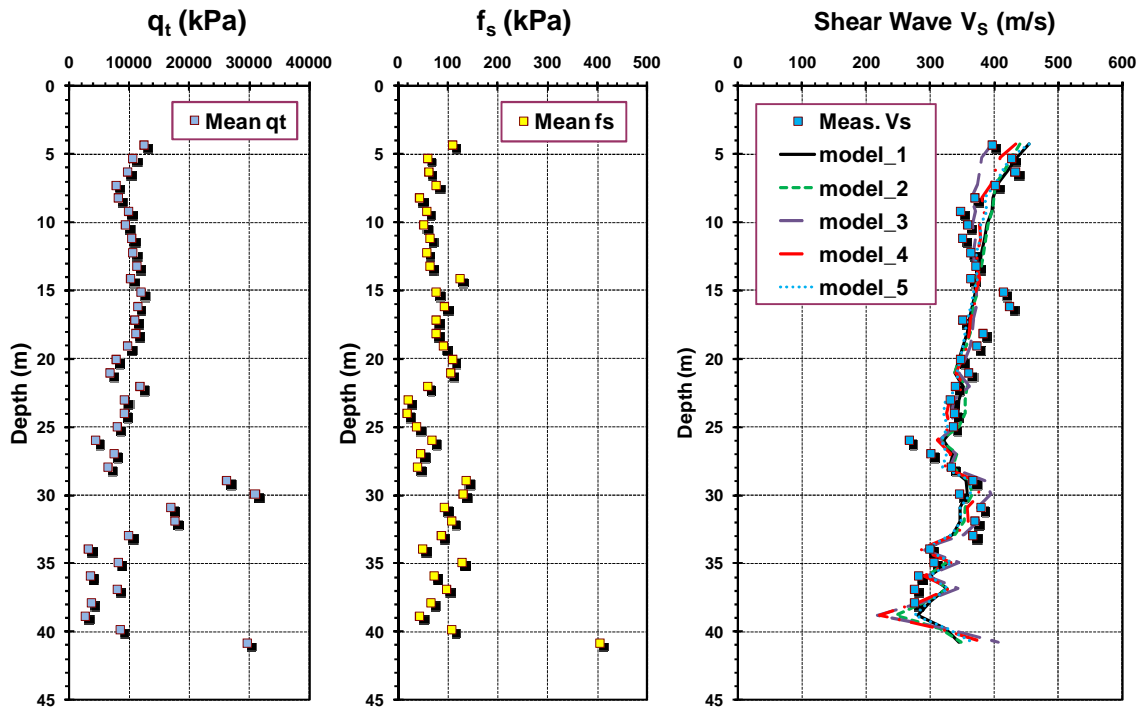 q_t (kPa)
0 10000 20000 30000 40000
0
5
10
15
20
25
30
35
40
45
Depth (m)
Mean qt
f_s (kPa)
0 100 200 300 400 500
0
5
10
15
20
25
30
35
40
45
Depth (m)
Mean fs
Shear Wave V_S (m/s)
0 100 200 300 400 500 600
0
5
10
15
20
25
30
35
40
45
Depth (m)
Meas. Vs
model_1
model_2
model_3
model_4
model_5